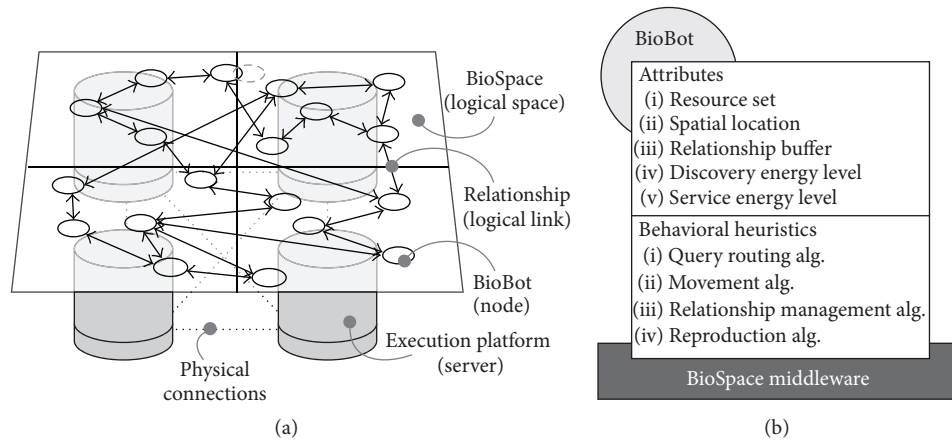 BioSpace
(logical space)
Relationship
(logical link)
BioBot
(node)
Execution platform
(server)
Physical
connections
(a)
BioBot
Attributes
(i) Resource set
(ii) Spatial location
(iii) Relationship buffer
(iv) Discovery energy level
(v) Service energy level
Behavioral heuristics
(i) Query routing alg.
(ii) Movement alg.
(iii) Relationship management alg.
(iv) Reproduction alg.
BioSpace middleware
(b)